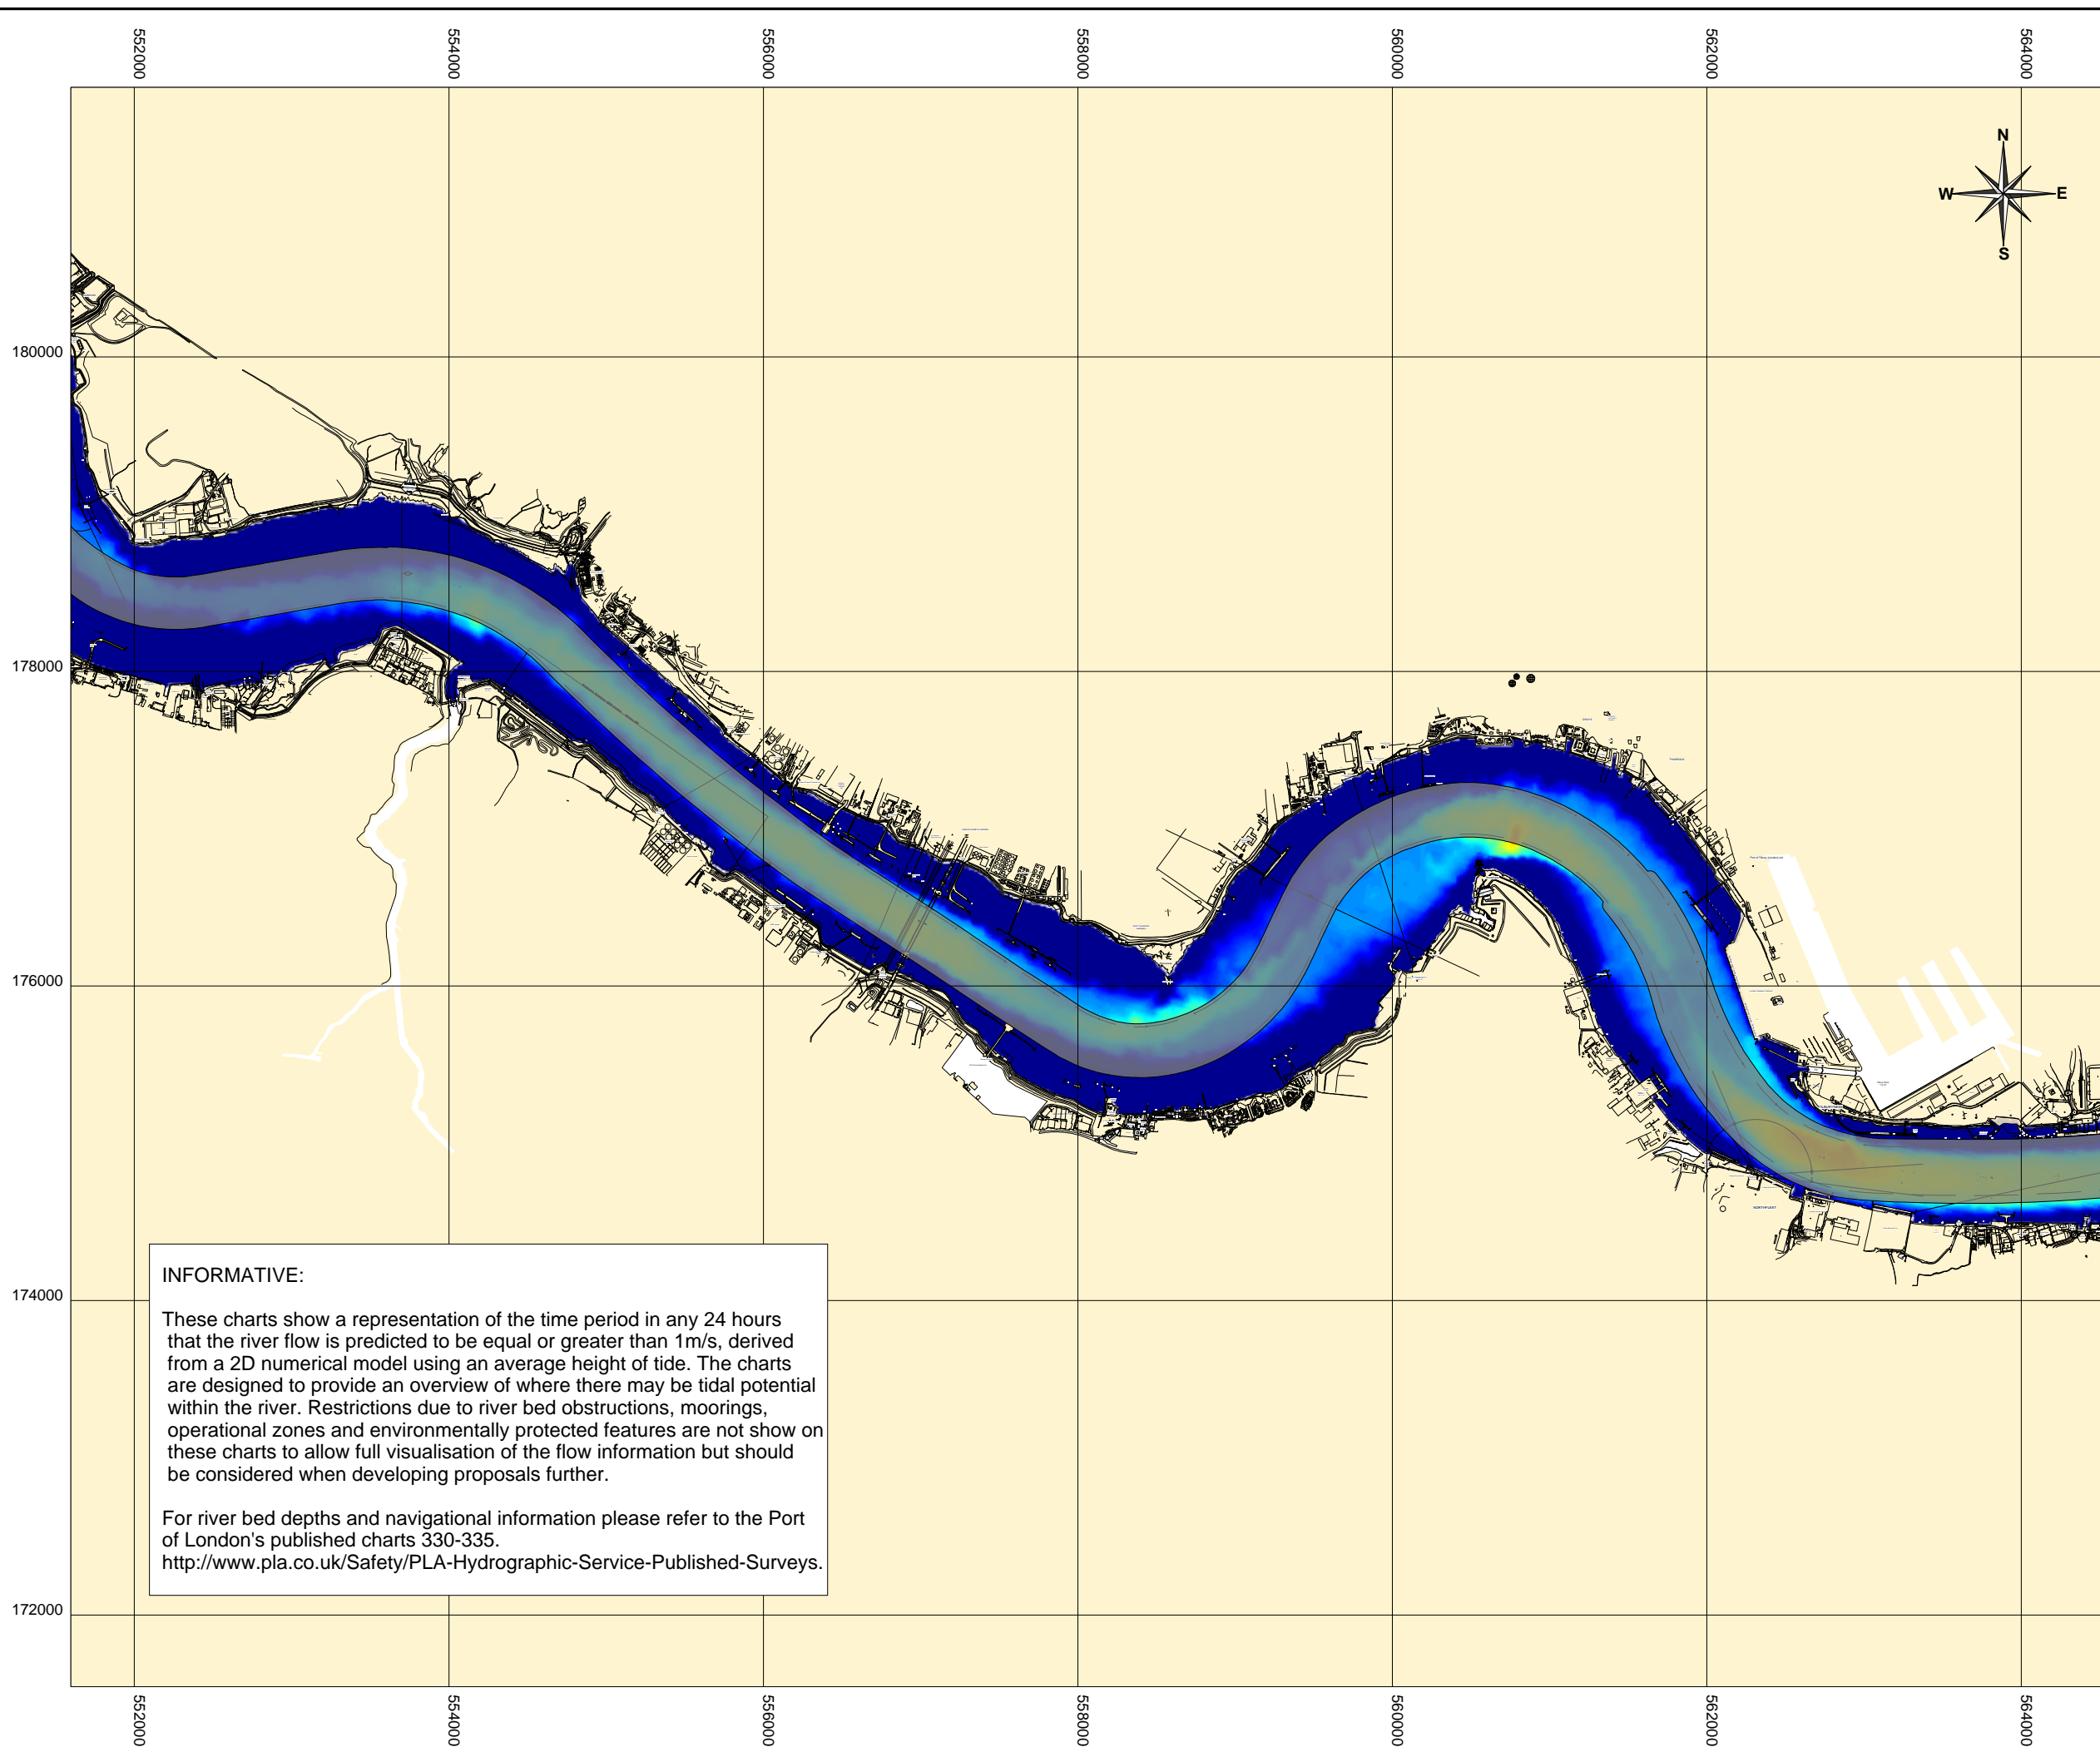 552000
554000
556000
558000
560000
562000
564000
N
W
E
S
180000
178000
176000
174000
172000
NORTHFLEET
INFORMATIVE:
These charts show a representation of the time period in any 24 hours
that the river flow is predicted to be equal or greater than 1m/s, derived
from a 2D numerical model using an average height of tide. The charts
are designed to provide an overview of where there may be tidal potential
within the river. Restrictions due to river bed obstructions, moorings,
operational zones and environmentally protected features are not show on
these charts to allow full visualisation of the flow information but should
be considered when developing proposals further.
For river bed depths and navigational information please refer to the Port
of London's published charts 330-335.
http://www.pla.co.uk/Safety/PLA-Hydrographic-Service-Published-Surveys.
552000
554000
556000
558000
560000
562000
564000